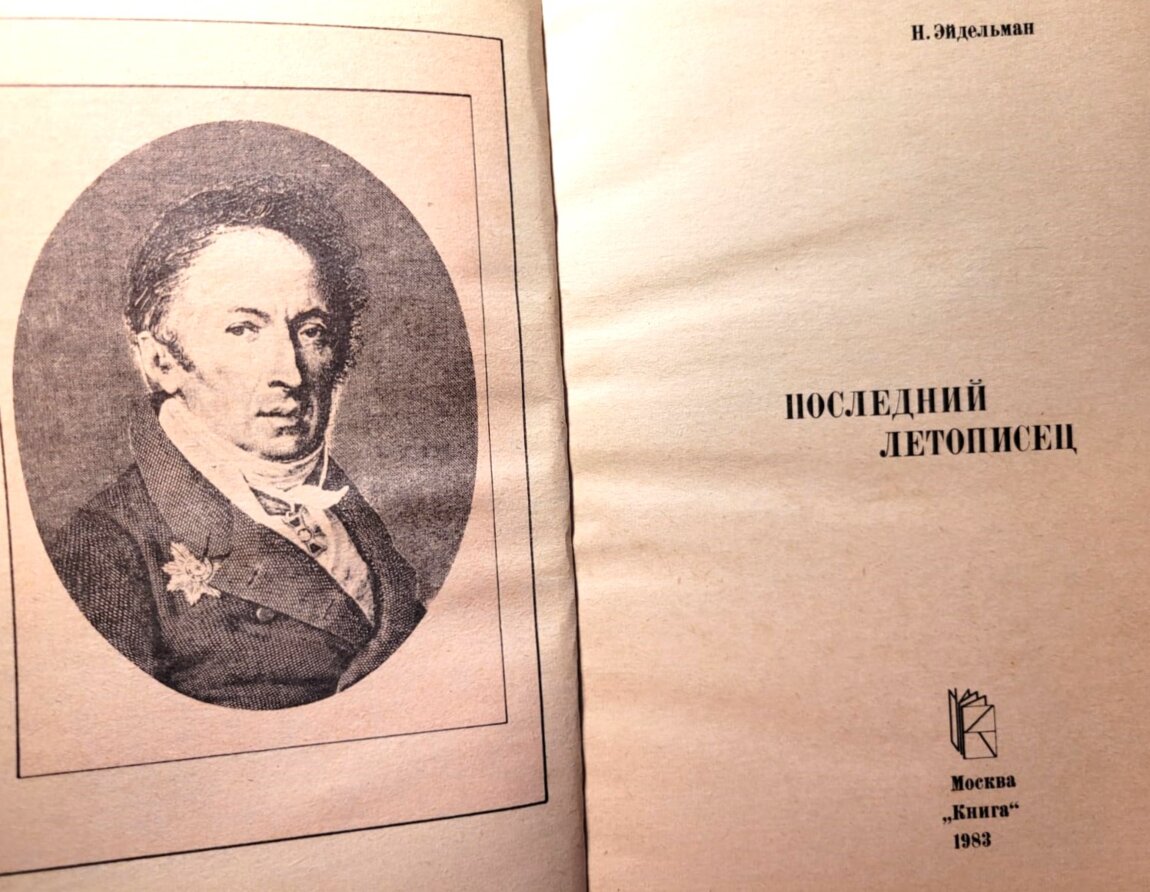 Н. Эйдельман
ПОСЛЕДНИЙ
ЛЕТОПИСЕЦ
Москва
„Книга“
1983